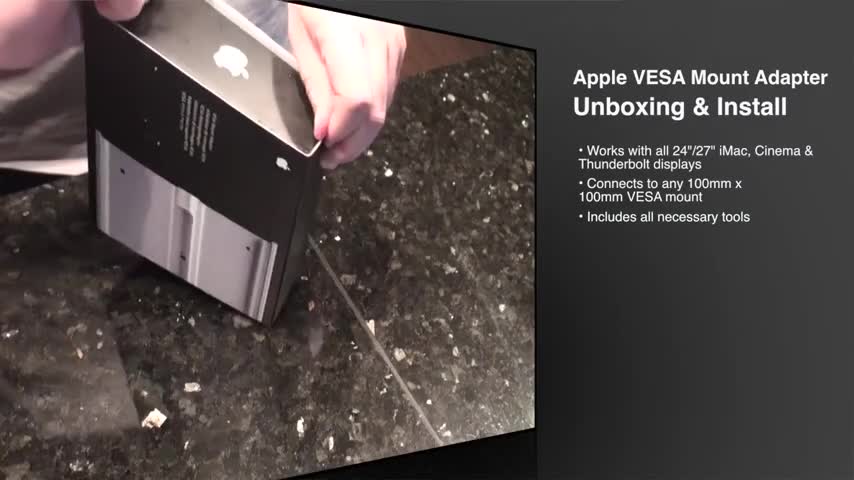 Apple VESA Mount Adapter
Unboxing & Install
• Works with all 24"/27" iMac, Cinema &
Thunderbolt displays
• Connects to any 100mm x
100mm VESA mount
• Includes all necessary tools